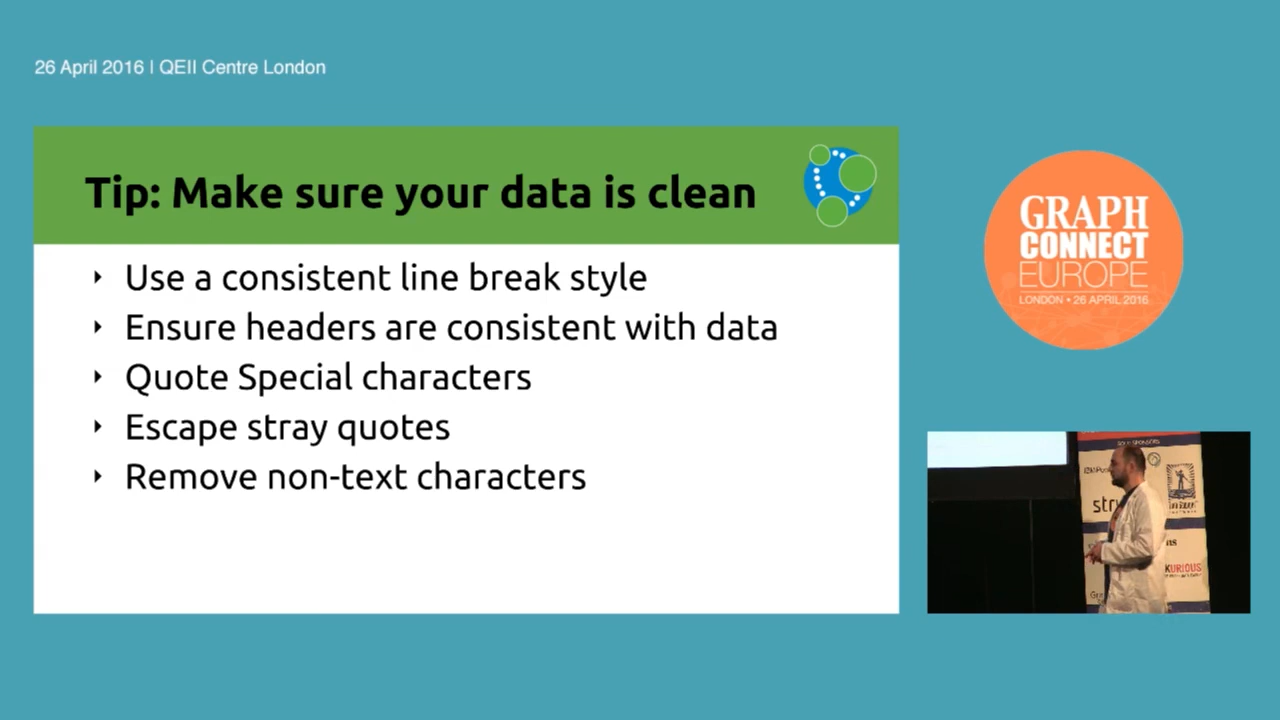 26 April 2016 | QEII Centre London
Tip: Make sure your data is clean
Use a consistent line break style
Ensure headers are consistent with data
Quote Special characters
Escape stray quotes
Remove non-text characters
GRAPH
CONNECT
EUROPE
LONDON • 26 APRIL 2016
KURIOUS